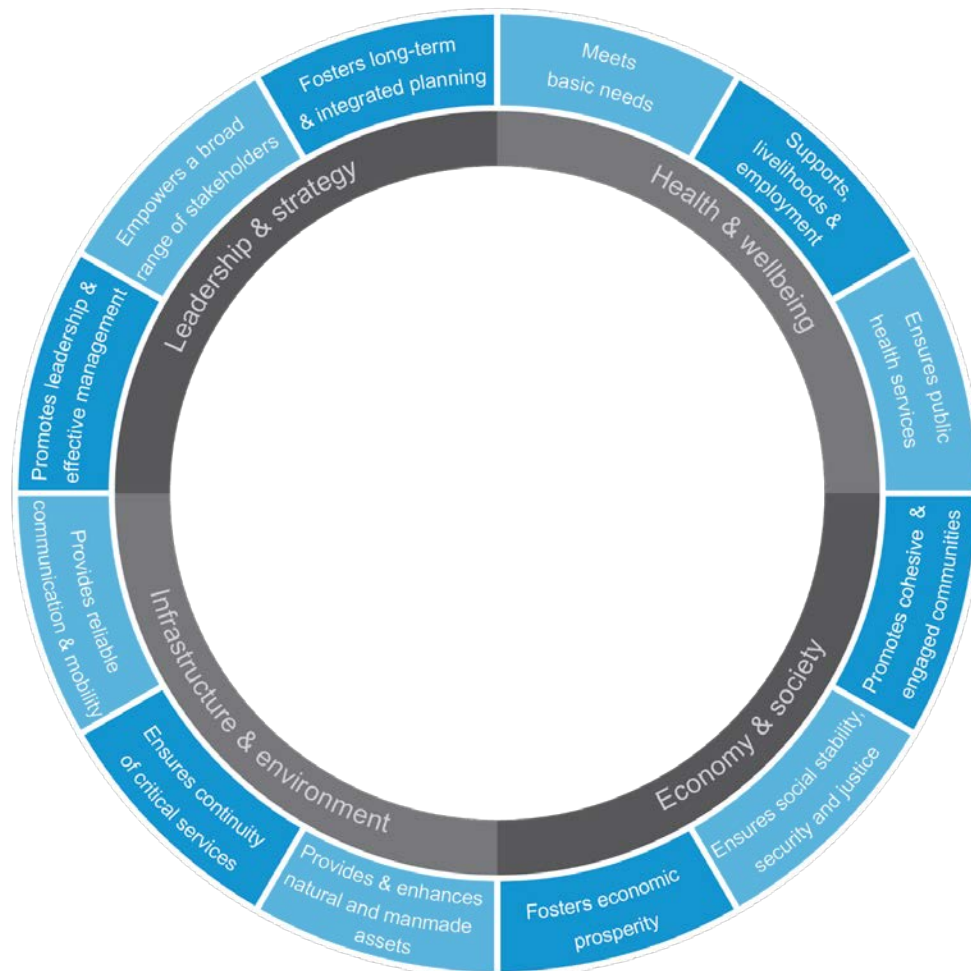 Meets
basic needs
Supports,
livelihoods &
employment
Ensures public
health services
Promotes cohesive &
engaged communities
Ensures social stability,
security and justice
Fosters economic
prosperity
Provides & enhances
natural and manmade
assets
Ensures continuity
of critical services
Provides reliable
communication & mobility
Promotes leadership &
effective management
Empowers a broad
range of stakeholders
Fosters long-term
& integrated planning
Health & wellbeing
Economy & society
Infrastructure & environment
Leadership & strategy